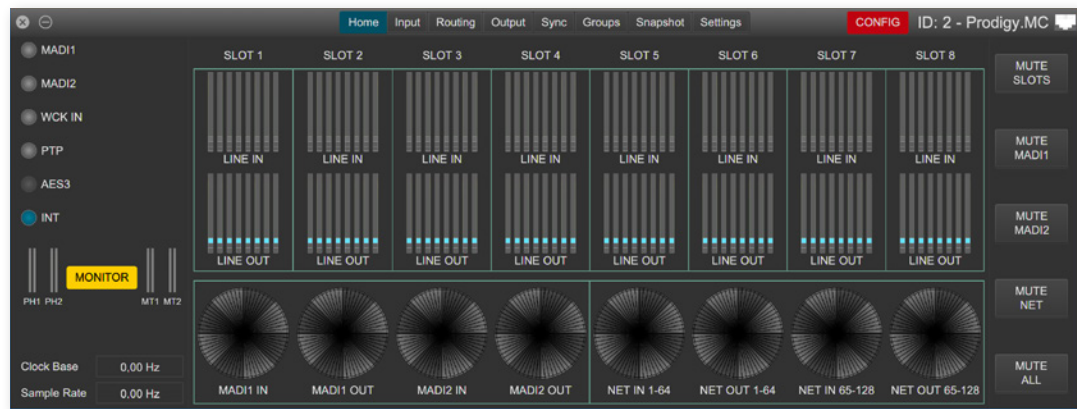 Home Input Routing Output Sync Groups Snapshot Settings CONFIG ID: 2 - Prodigy.MC
MADI1
MADI2
WCK IN
PTP
AES3
INT
MONITOR
PH1 PH2 MT1 MT2
Clock Base 0,00 Hz
Sample Rate 0,00 Hz
SLOT 1 SLOT 2 SLOT 3 SLOT 4 SLOT 5 SLOT 6 SLOT 7 SLOT 8
LINE IN LINE IN LINE IN LINE IN LINE IN LINE IN LINE IN LINE IN
LINE OUT LINE OUT LINE OUT LINE OUT LINE OUT LINE OUT LINE OUT LINE OUT
MADI1 IN MADI1 OUT MADI2 IN MADI2 OUT NET IN 1-64 NET OUT 1-64 NET IN 65-128 NET OUT 65-128
MUTE
SLOTS
MUTE
MADI1
MUTE
MADI2
MUTE
NET
MUTE
ALL